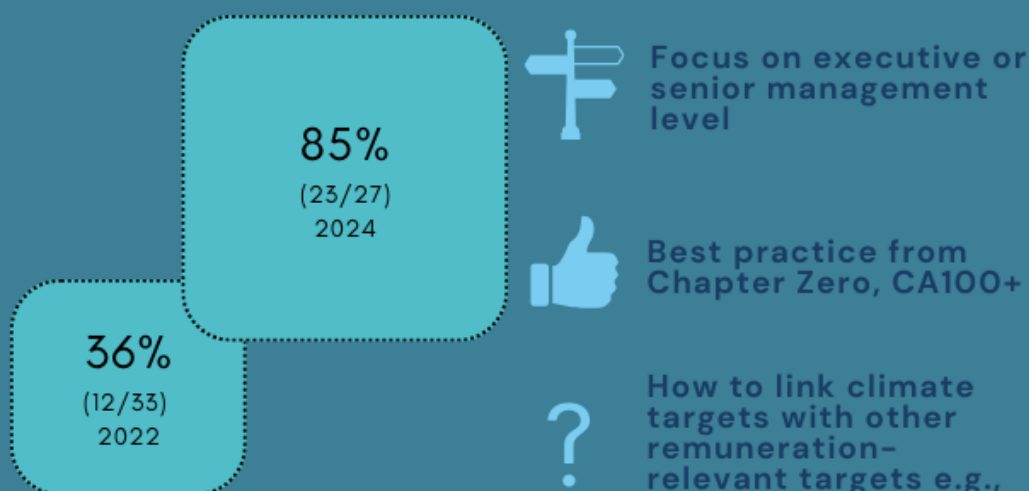 85%
(23/27)
2024
36%
(12/33)
2022
Focus on executive or
senior management
level
Best practice from
Chapter Zero, CA100+
How to link climate
targets with other
remuneration-
relevant targets e.g.,